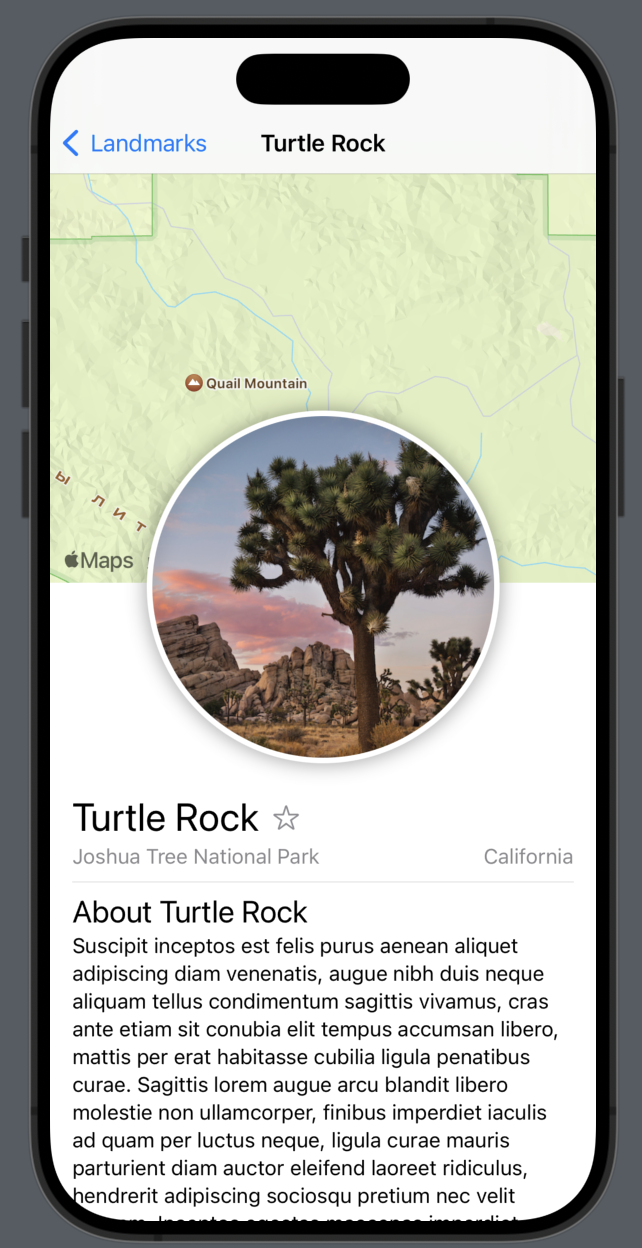 Landmarks
Turtle Rock
Quail Mountain
Ы Л И Т
Maps
Turtle Rock
Joshua Tree National Park
California
About Turtle Rock
Suscipit inceptos est felis purus aenean aliquet
adipiscing diam venenatis, augue nibh duis neque
aliquam tellus condimentum sagittis vivamus, cras
ante etiam sit conubia elit tempus accumsan libero,
mattis per erat habitasse cubilia ligula penatibus
curae. Sagittis lorem augue arcu blandit libero
molestie non ullamcorper, finibus imperdiet iaculis
ad quam per luctus neque, ligula curae mauris
parturient diam auctor eleifend laoreet ridiculus,
hendrerit adipiscing sociosqu pretium nec velit